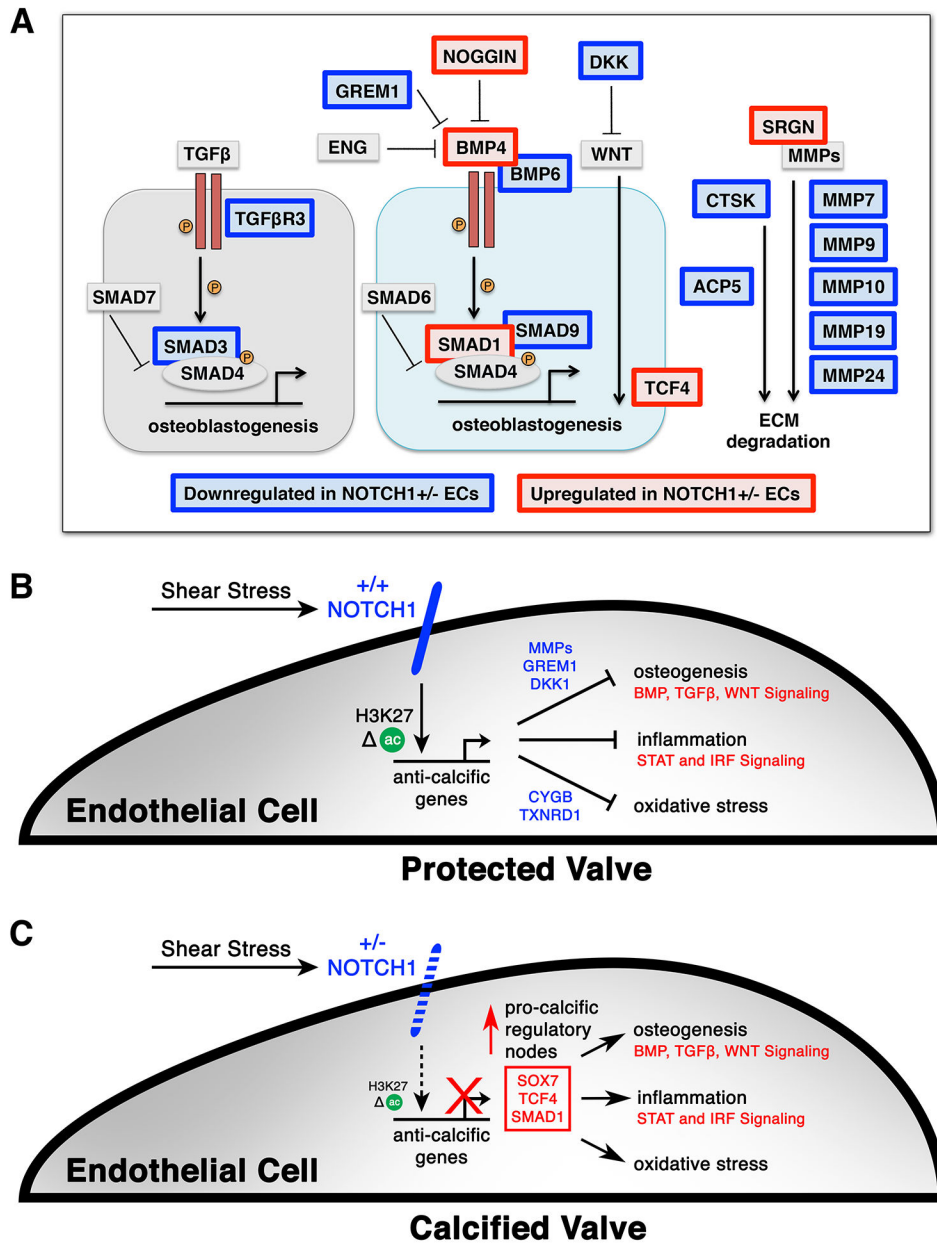 A
NOGGIN
DKK
GREM1
SRGN
ENG
BMP4
WNT
MMPs
TGFβ
BMP6
CTSK
MMP7
TGFβR3
P
P
MMP9
P
P
ACP5
MMP10
SMAD7
SMAD6
SMAD9
MMP19
SMAD3
SMAD1
P
P
SMAD4
SMAD4
MMP24
TCF4
osteoblastogenesis
osteoblastogenesis
ECM
degradation
Downregulated in NOTCH1+/- ECs
Upregulated in NOTCH1+/- ECs
B
Shear Stress
+/+
NOTCH1
MMPs
GREM1
DKK1
osteogenesis
BMP, TGFβ, WNT Signaling
H3K27
Δ ac
inflammation
STAT and IRF Signaling
anti-calcific
genes
CYGB
TXNRD1
oxidative stress
Endothelial Cell
Protected Valve
C
Shear Stress
+/-
NOTCH1
pro-calcific
regulatory
nodes
osteogenesis
BMP, TGFβ, WNT Signaling
H3K27
Δ ac
SOX7
TCF4
SMAD1
inflammation
STAT and IRF Signaling
anti-calcific
genes
oxidative stress
Endothelial Cell
Calcified Valve